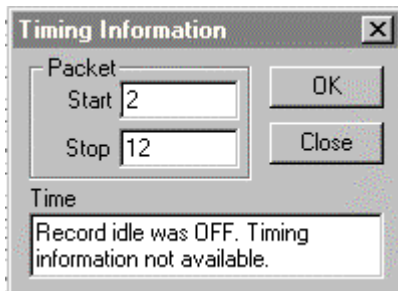 Timing Information
Packet
Start 2
OK
Stop 12
Close
Time
Record idle was OFF. Timing
information not available.